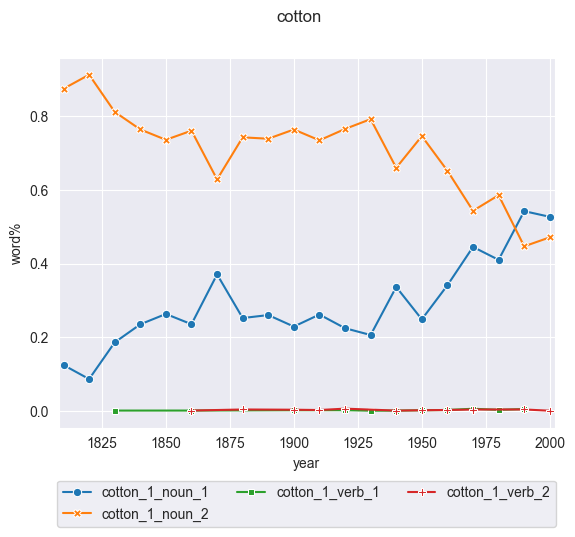 cotton
0.8
0.6
0.4
0.2
0.0
word%
1825 1850 1875 1900 1925 1950 1975 2000
year
cotton_1_noun_1 cotton_1_verb_1 cotton_1_verb_2
cotton_1_noun_2